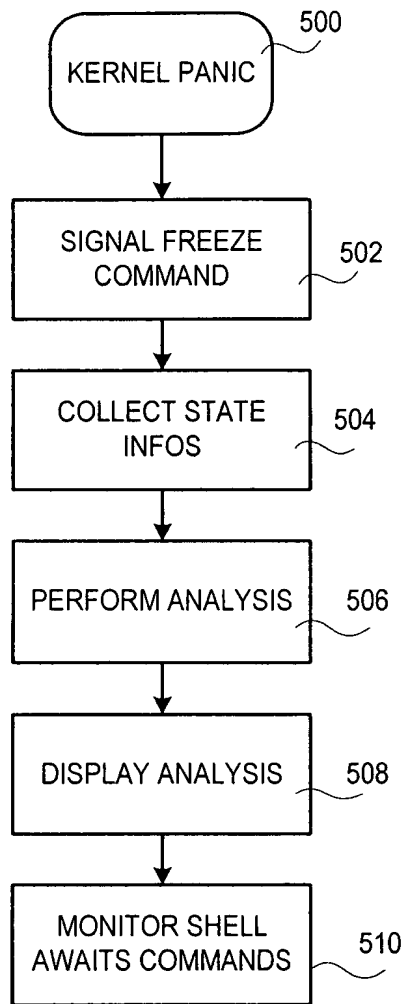 500
KERNEL PANIC
SIGNAL FREEZE
COMMAND
502
COLLECT STATE
INFOS
504
PERFORM ANALYSIS
506
DISPLAY ANALYSIS
508
MONITOR SHELL
AWAITS COMMANDS
510